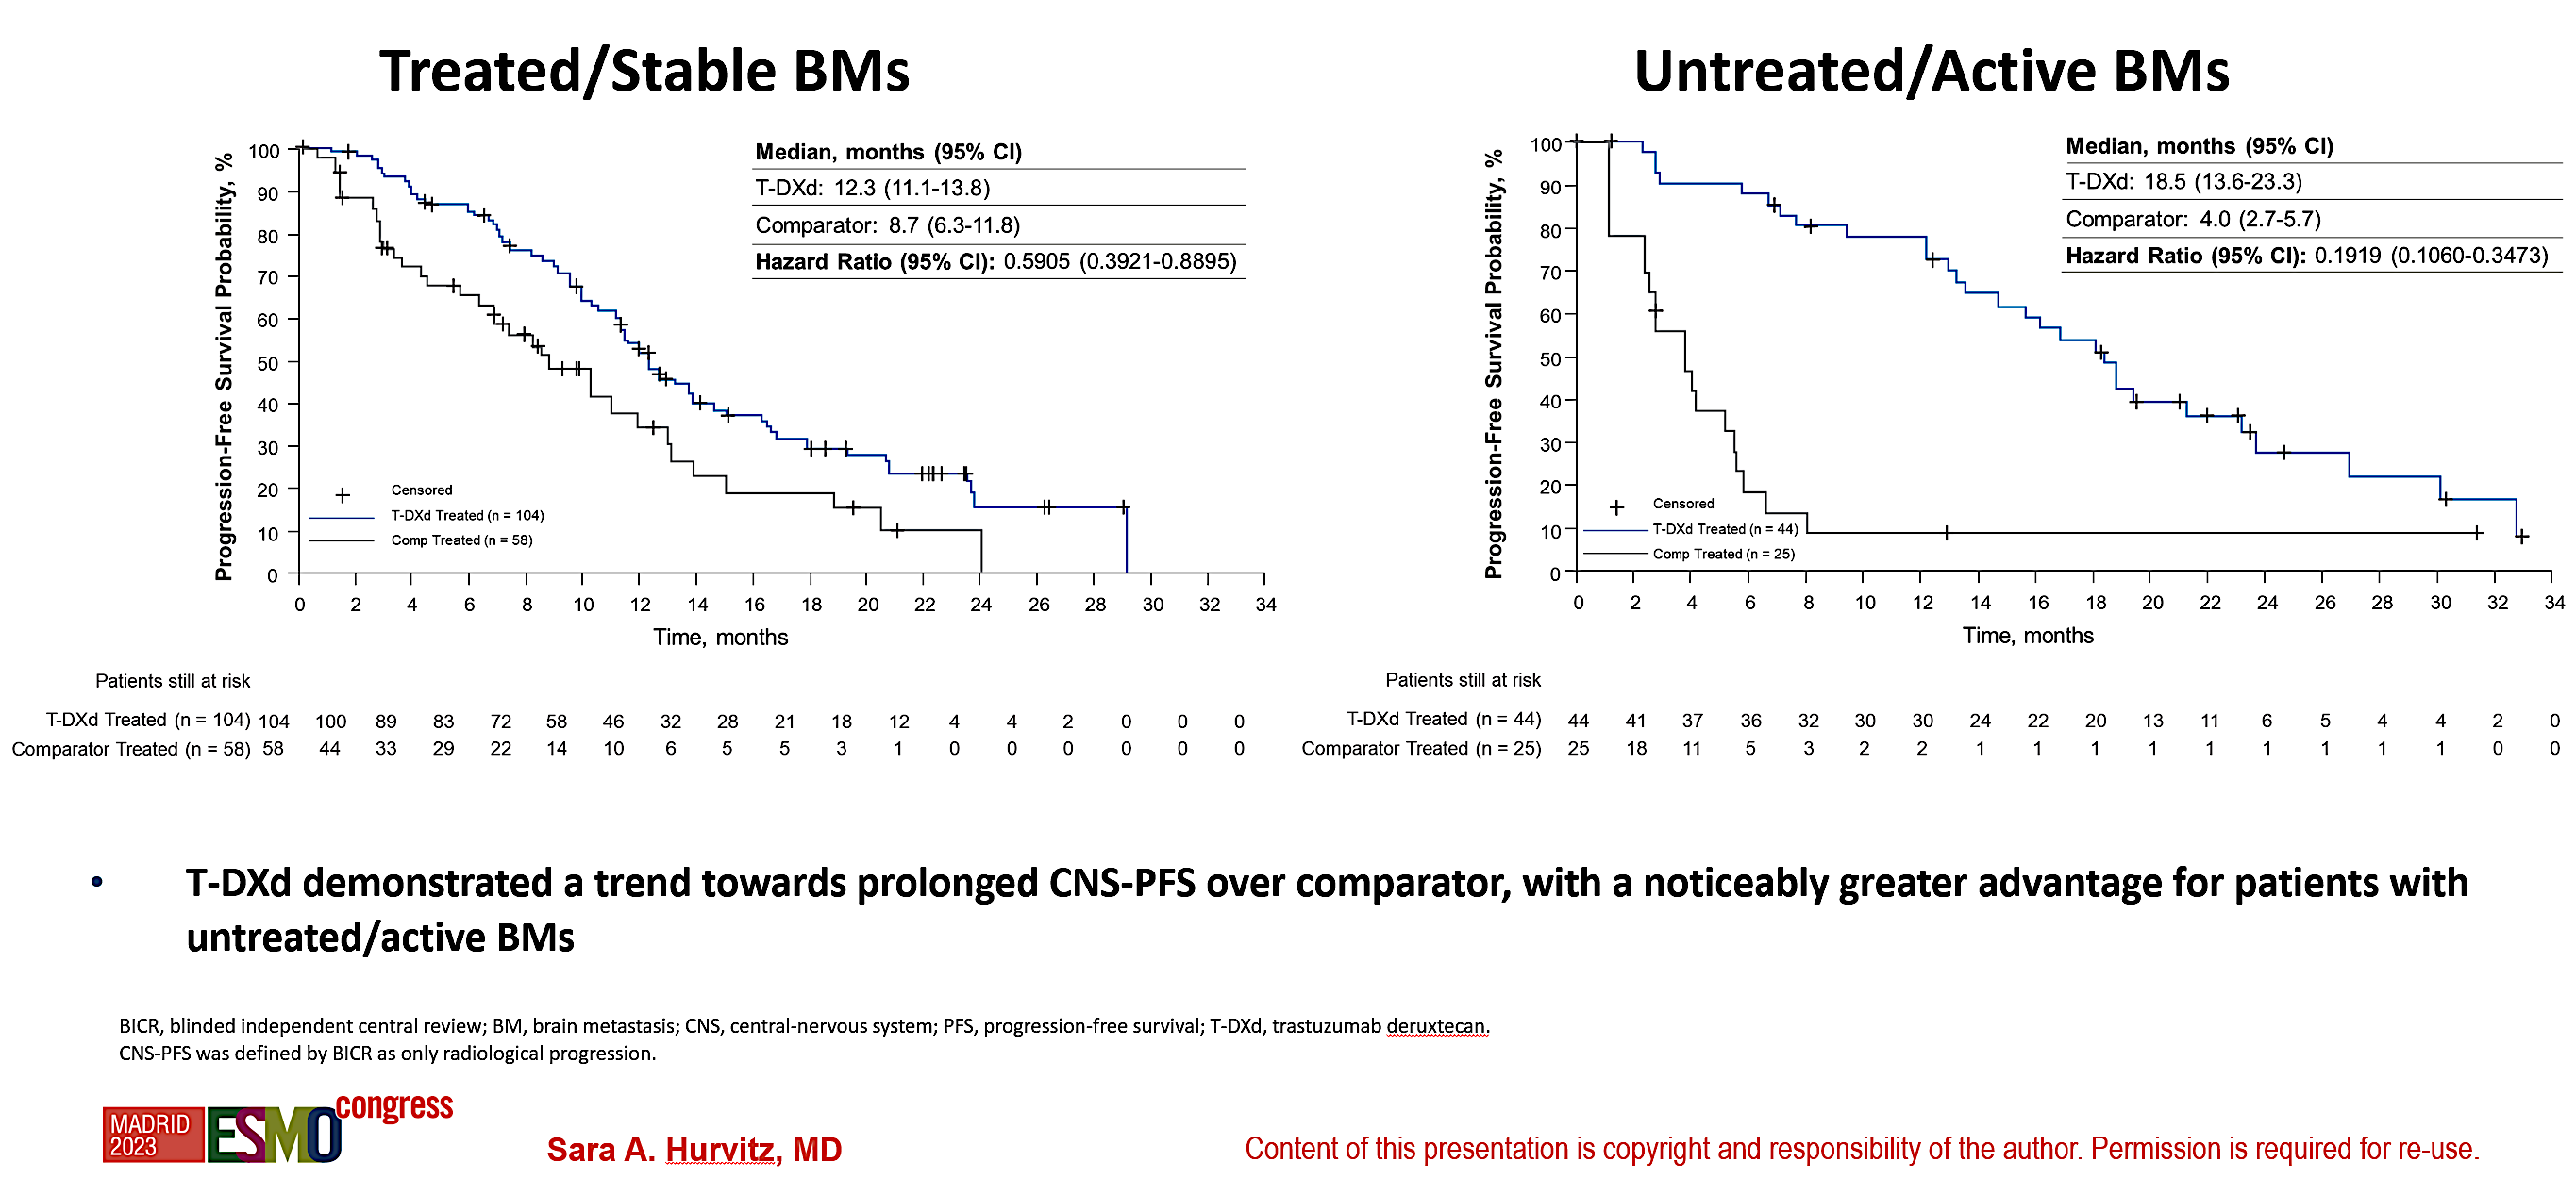 Treated/Stable BMs
Progression-Free Survival Probability, %
100
90
80
70
60
50
40
30
20
10
0
Median, months (95% CI)
T-DXd: 12.3 (11.1-13.8)
Comparator: 8.7 (6.3-11.8)
Hazard Ratio (95% CI): 0.5905 (0.3921-0.8895)
Censored
T-DXd Treated (n = 104)
Comp Treated (n = 58)
0 2 4 6 8 10 12 14 16 18 20 22 24 26 28 30 32 34
Time, months
Patients still at risk
T-DXd Treated (n = 104) 104 100 89 83 72 58 46 32 28 21 18 12 4 4 2 0 0 0
Comparator Treated (n = 58) 58 44 33 29 22 14 10 6 5 5 3 1 0 0 0 0 0 0
Untreated/Active BMs
Progression-Free Survival Probability, %
100
90
80
70
60
50
40
30
20
10
0
Median, months (95% CI)
T-DXd: 18.5 (13.6-23.3)
Comparator: 4.0 (2.7-5.7)
Hazard Ratio (95% CI): 0.1919 (0.1060-0.3473)
Censored
T-DXd Treated (n = 44)
Comp Treated (n = 25)
0 2 4 6 8 10 12 14 16 18 20 22 24 26 28 30 32 34
Time, months
Patients still at risk
T-DXd Treated (n = 44) 44 41 37 36 32 30 30 24 22 20 13 11 6 5 4 4 2 0
Comparator Treated (n = 25) 25 18 11 5 3 2 2 1 1 1 1 1 1 1 1 1 0 0
• T-DXd demonstrated a trend towards prolonged CNS-PFS over comparator, with a noticeably greater advantage for patients with
untreated/active BMs
BICR, blinded independent central review; BM, brain metastasis; CNS, central-nervous system; PFS, progression-free survival; T-DXd, trastuzumab deruxtecan.
CNS-PFS was defined by BICR as only radiological progression.
MADRID
2023
ESMO congress
Sara A. Hurvitz, MD
Content of this presentation is copyright and responsibility of the author. Permission is required for re-use.